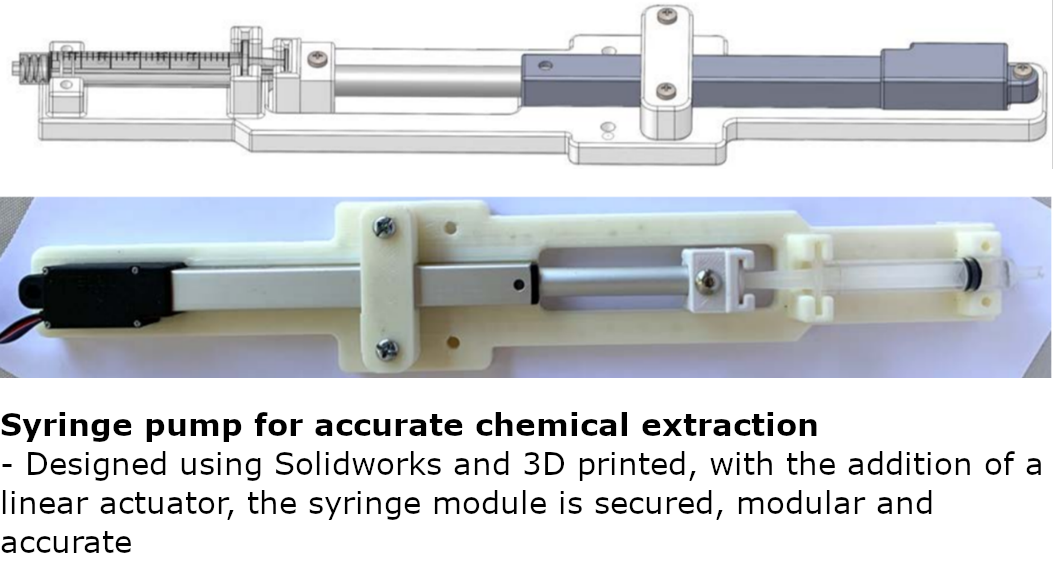 Syringe pump for accurate chemical extraction
- Designed using Solidworks and 3D printed, with the addition of a
linear actuator, the syringe module is secured, modular and
accurate